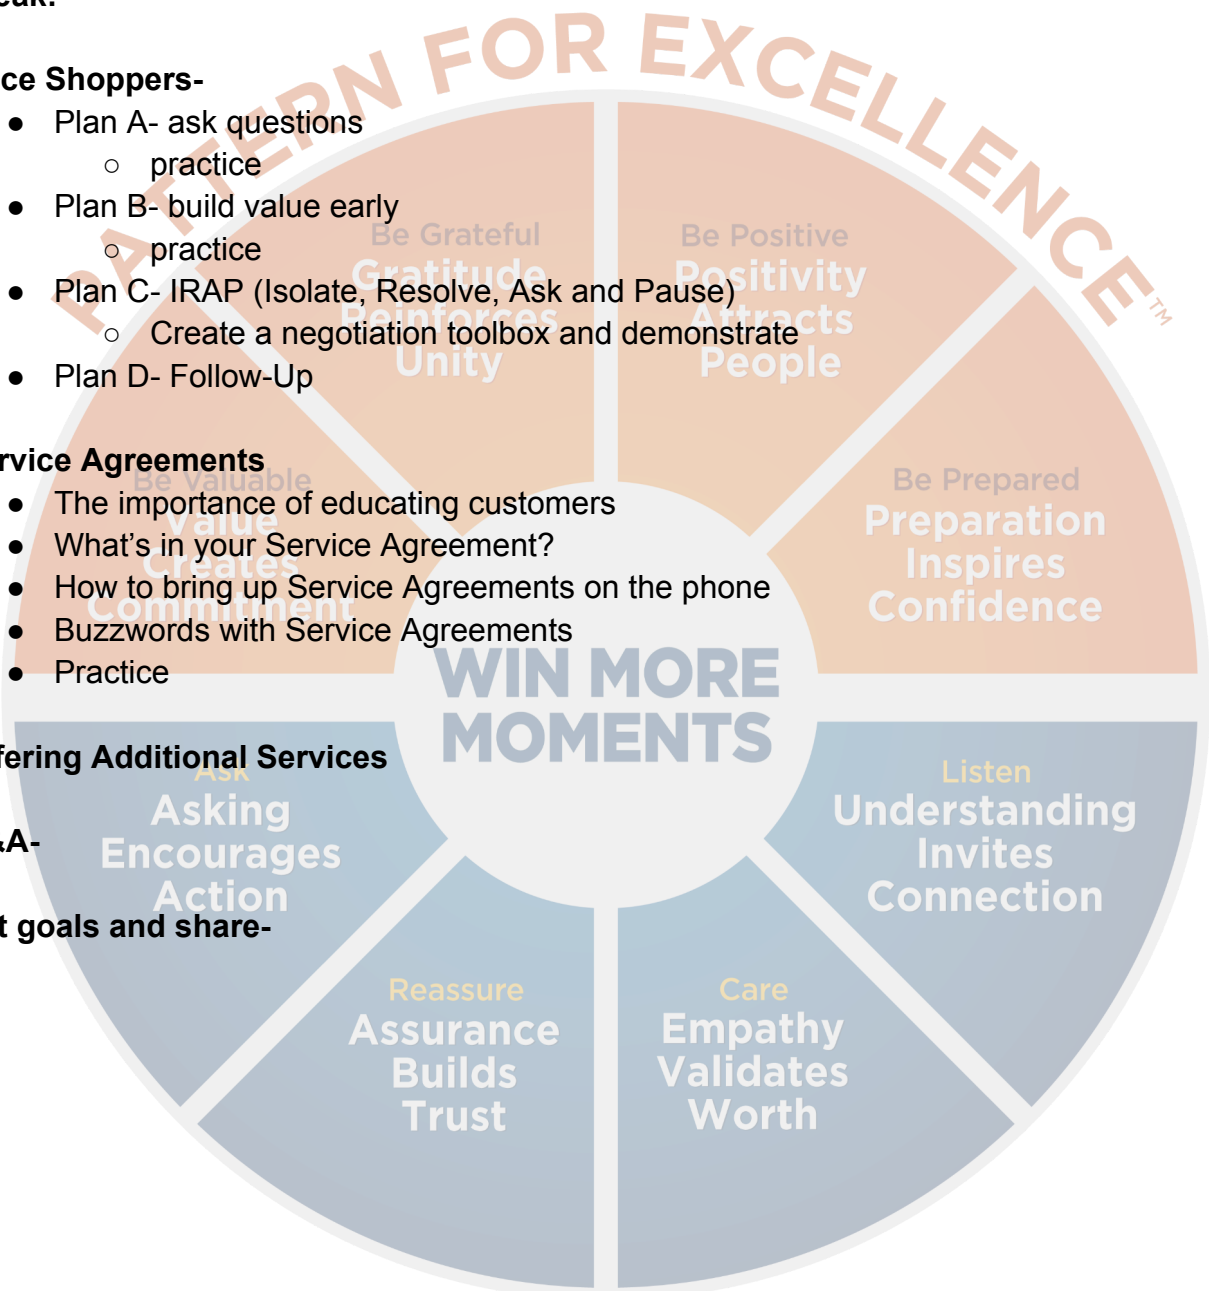 ce Shoppers-
● Plan A- ask questions
○ practice
● Plan B- build value early
○ practice
● Plan C- IRAP (Isolate, Resolve, Ask and Pause)
○ Create a negotiation toolbox and demonstrate
● Plan D- Follow-Up
rvice Agreements
● The importance of educating customers
● What’s in your Service Agreement?
● How to bring up Service Agreements on the phone
● Buzzwords with Service Agreements
● Practice
fering Additional Services
&A-
t goals and share-
PATTERN FOR EXCELLENCE™
Be Grateful
Gratitude
Reinforces
Unity
Be Positive
Positivity
Attracts
People
Be Valuable
Value
Creates
Commitment
Be Prepared
Preparation
Inspires
Confidence
WIN MORE
MOMENTS
Ask
Asking
Encourages
Action
Listen
Understanding
Invites
Connection
Reassure
Assurance
Builds
Trust
Care
Empathy
Validates
Worth